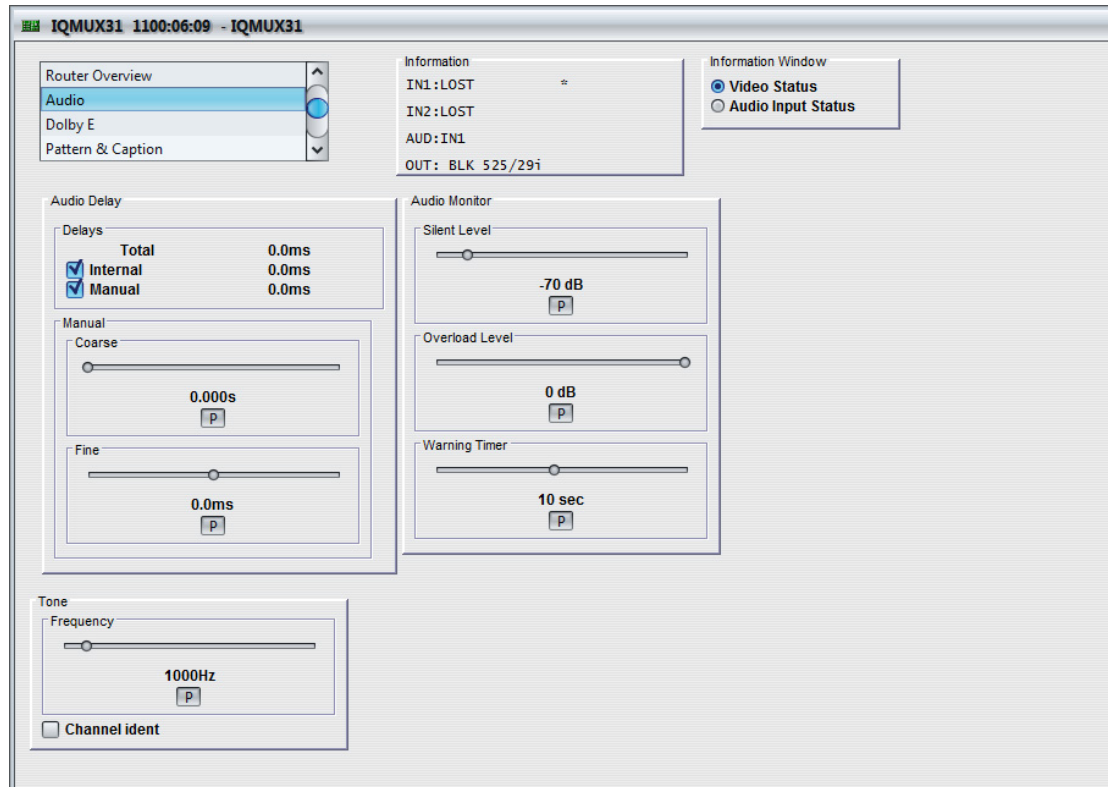 IQMUX31 1100:06:09 - IQMUX31
Router Overview
Audio
Dolby E
Pattern & Caption
Information
IN1:LOST *
IN2:LOST
AUD:IN1
OUT: BLK 525/29i
Information Window
Video Status
Audio Input Status
Audio Delay
Delays
Total 0.0ms
Internal 0.0ms
Manual 0.0ms
Manual
Coarse
0.000s
P
Fine
0.0ms
P
Audio Monitor
Silent Level
-70 dB
P
Overload Level
0 dB
P
Warning Timer
10 sec
P
Tone
Frequency
1000Hz
P
Channel ident